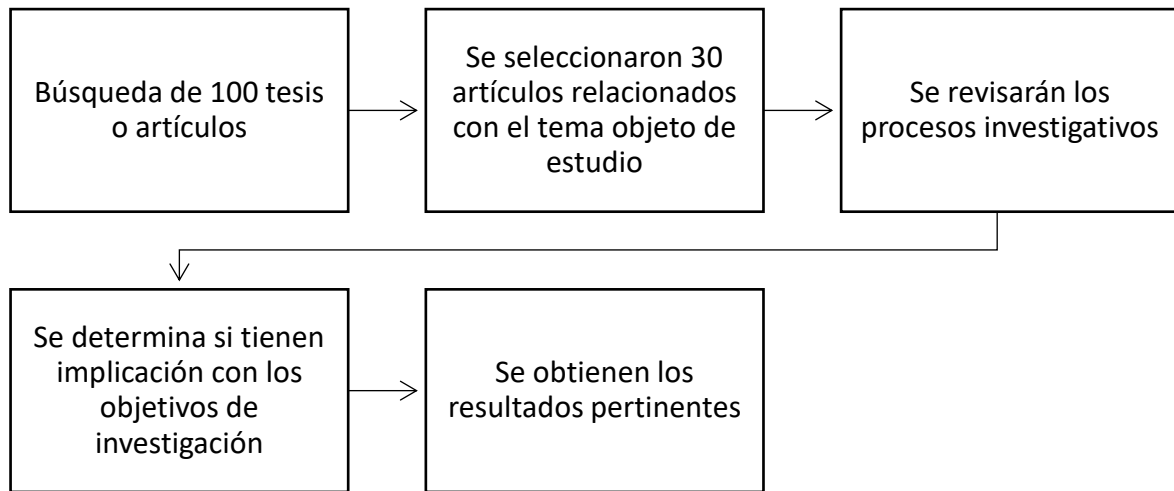 Búsqueda de 100 tesis
o artículos
Se seleccionaron 30
artículos relacionados
con el tema objeto de
estudio
Se revisarán los
procesos investigativos
Se determina si tienen
implicación con los
objetivos de
investigación
Se obtienen los
resultados pertinentes